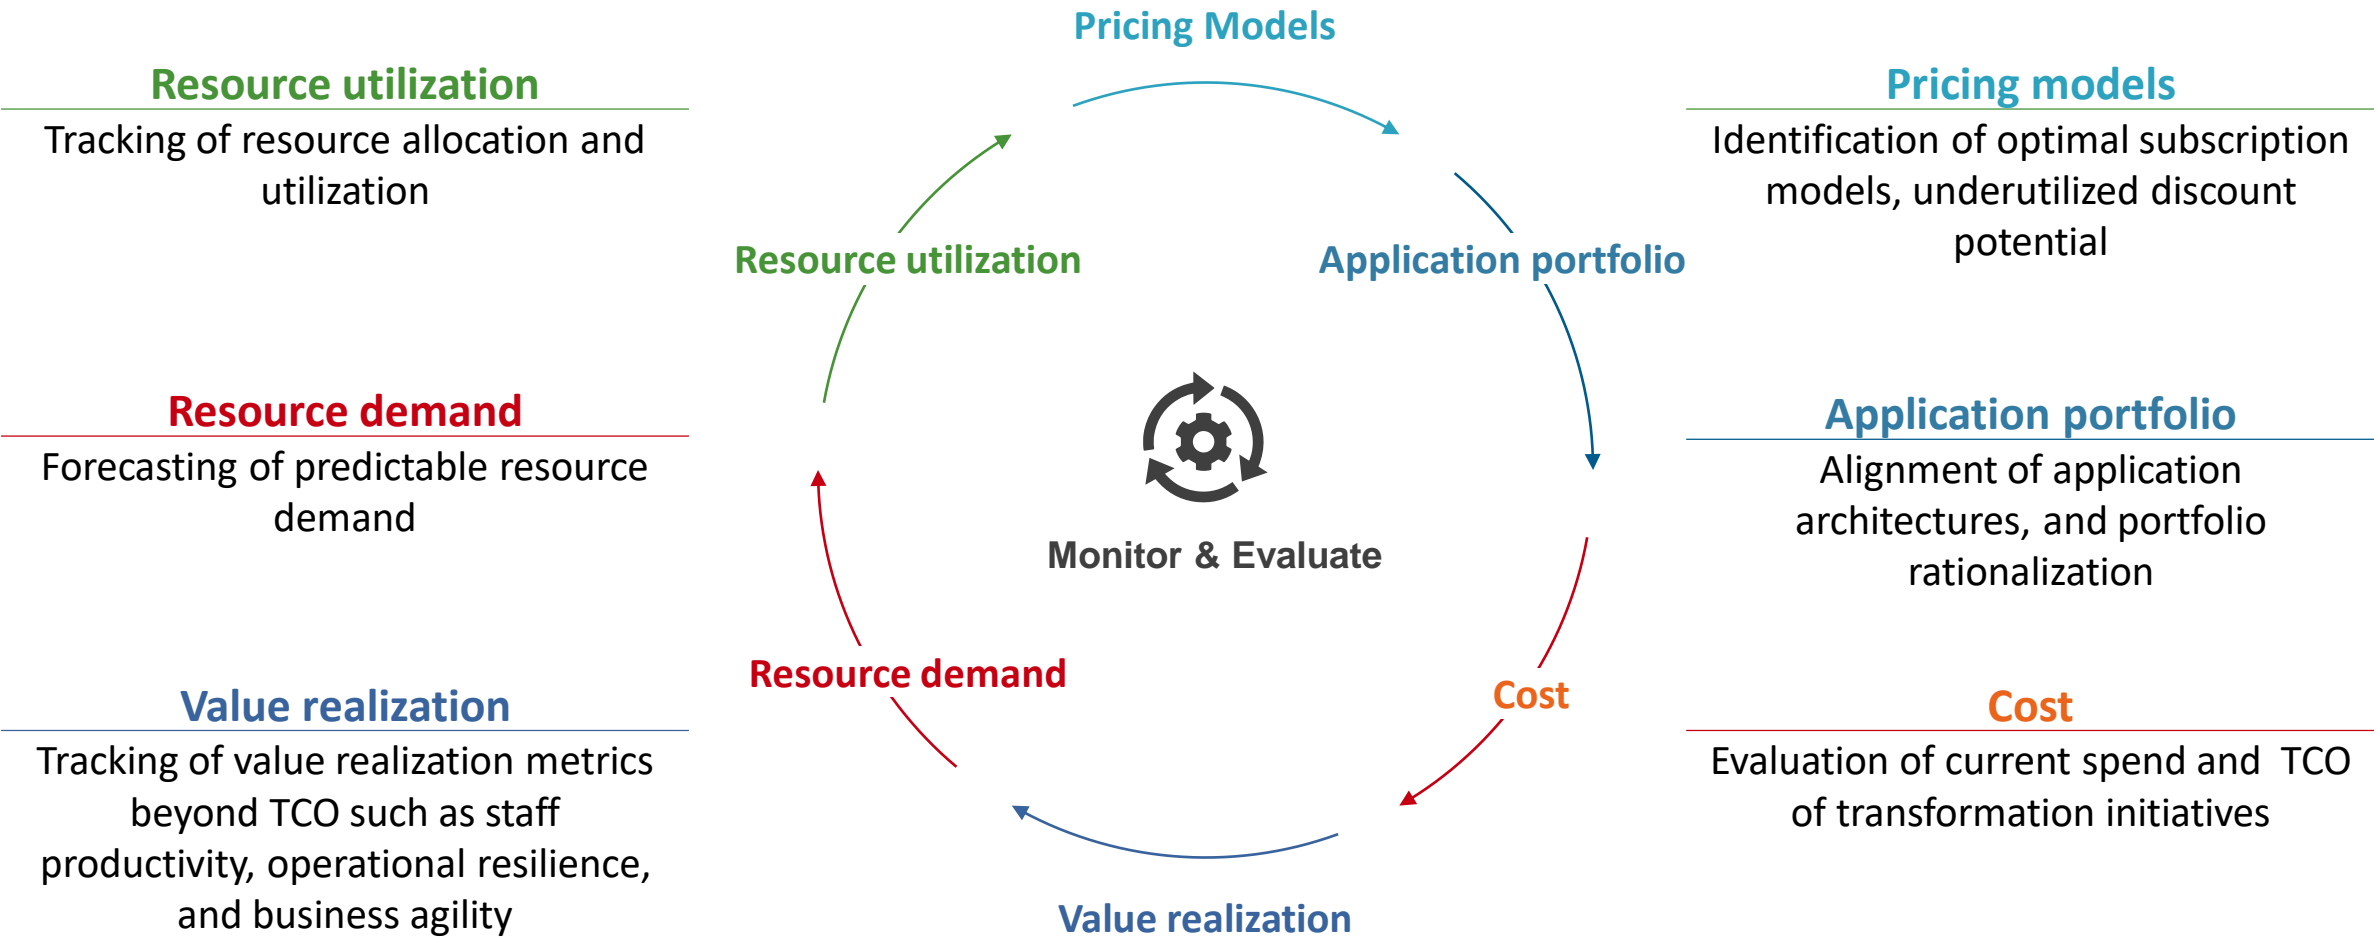 Pricing Models
Resource utilization
Tracking of resource allocation and
utilization
Resource demand
Forecasting of predictable resource
demand
Value realization
Tracking of value realization metrics
beyond TCO such as staff
productivity, operational resilience,
and business agility
Resource utilization
Application portfolio
Monitor & Evaluate
Resource demand
Cost
Value realization
Pricing models
Identification of optimal subscription
models, underutilized discount
potential
Application portfolio
Alignment of application
architectures, and portfolio
rationalization
Cost
Evaluation of current spend and  TCO
of transformation initiatives